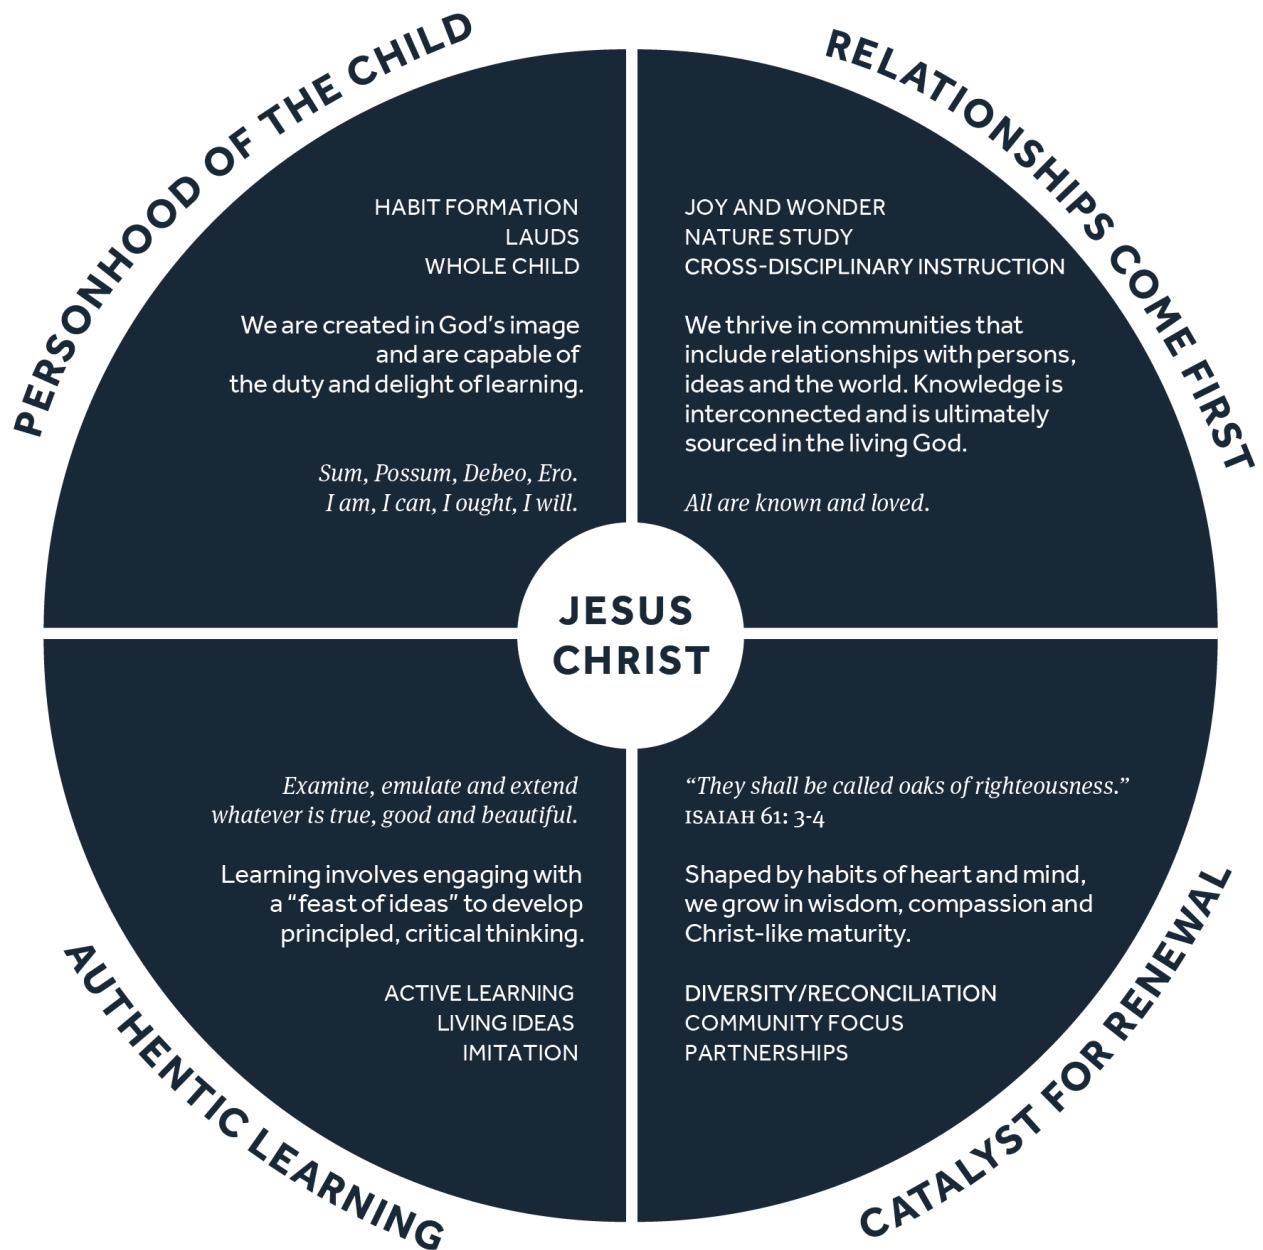 PERSONHOOD OF THE CHILD
HABIT FORMATION
LAUDS
WHOLE CHILD
We are created in God's image
and are capable of
the duty and delight of learning.
Sum, Possum, Debeo, Ero.
I am, I can, I ought, I will.
RELATIONSHIPS COME FIRST
JOY AND WONDER
NATURE STUDY
CROSS-DISCIPLINARY INSTRUCTION
We thrive in communities that
include relationships with persons,
ideas and the world. Knowledge is
interconnected and is ultimately
sourced in the living God.
All are known and loved.
JESUS
CHRIST
Examine, emulate and extend
whatever is true, good and beautiful.
Learning involves engaging with
a “feast of ideas” to develop
principled, critical thinking.
ACTIVE LEARNING
LIVING IDEAS
IMITATION
AUTHENTIC LEARNING
“They shall be called oaks of righteousness.”
ISAIAH 61: 3-4
Shaped by habits of heart and mind,
we grow in wisdom, compassion and
Christ-like maturity.
DIVERSITY/RECONCILIATION
COMMUNITY FOCUS
PARTNERSHIPS
CATALYST FOR RENEWAL